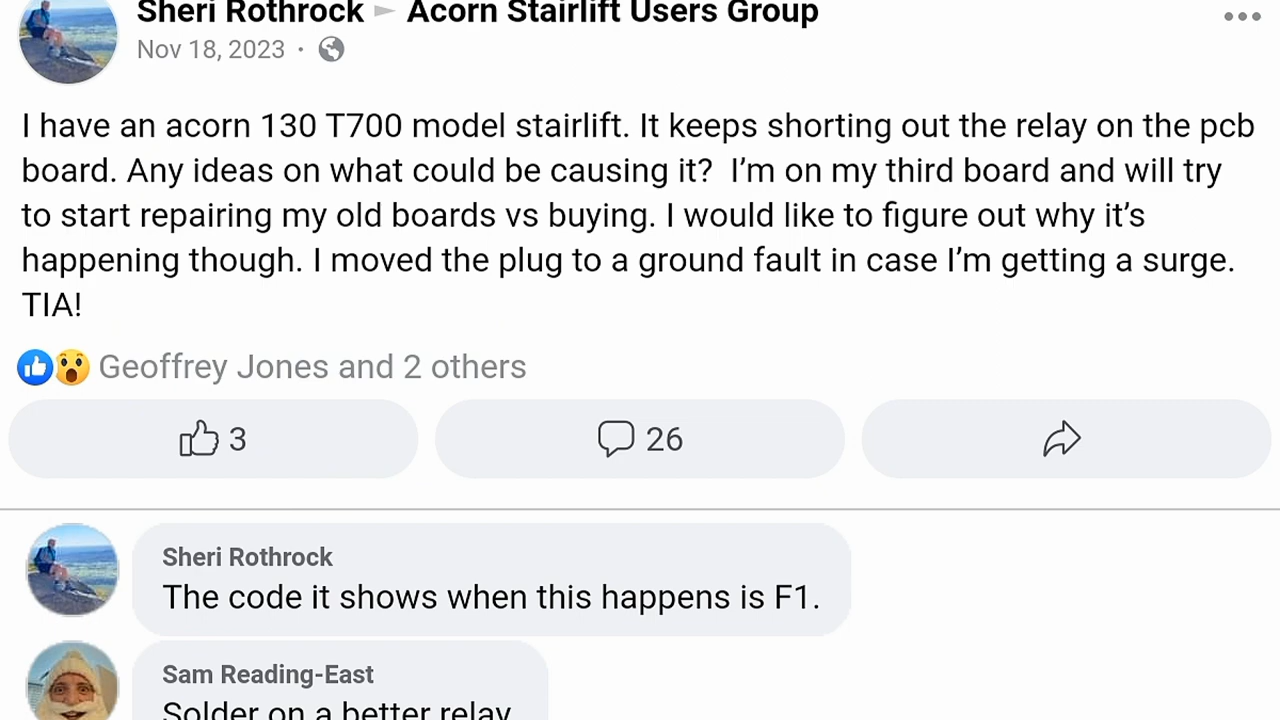 Sheri Rothrock ► Acorn Stairlift Users Group
Nov 18, 2023 ·
I have an acorn 130 T700 model stairlift. It keeps shorting out the relay on the pcb
board. Any ideas on what could be causing it?  I’m on my third board and will try
to start repairing my old boards vs buying. I would like to figure out why it’s
happening though. I moved the plug to a ground fault in case I’m getting a surge.
TIA!
Geoffrey Jones and 2 others
3
26
Sheri Rothrock
The code it shows when this happens is F1.
Sam Reading-East
Solder on a better relay